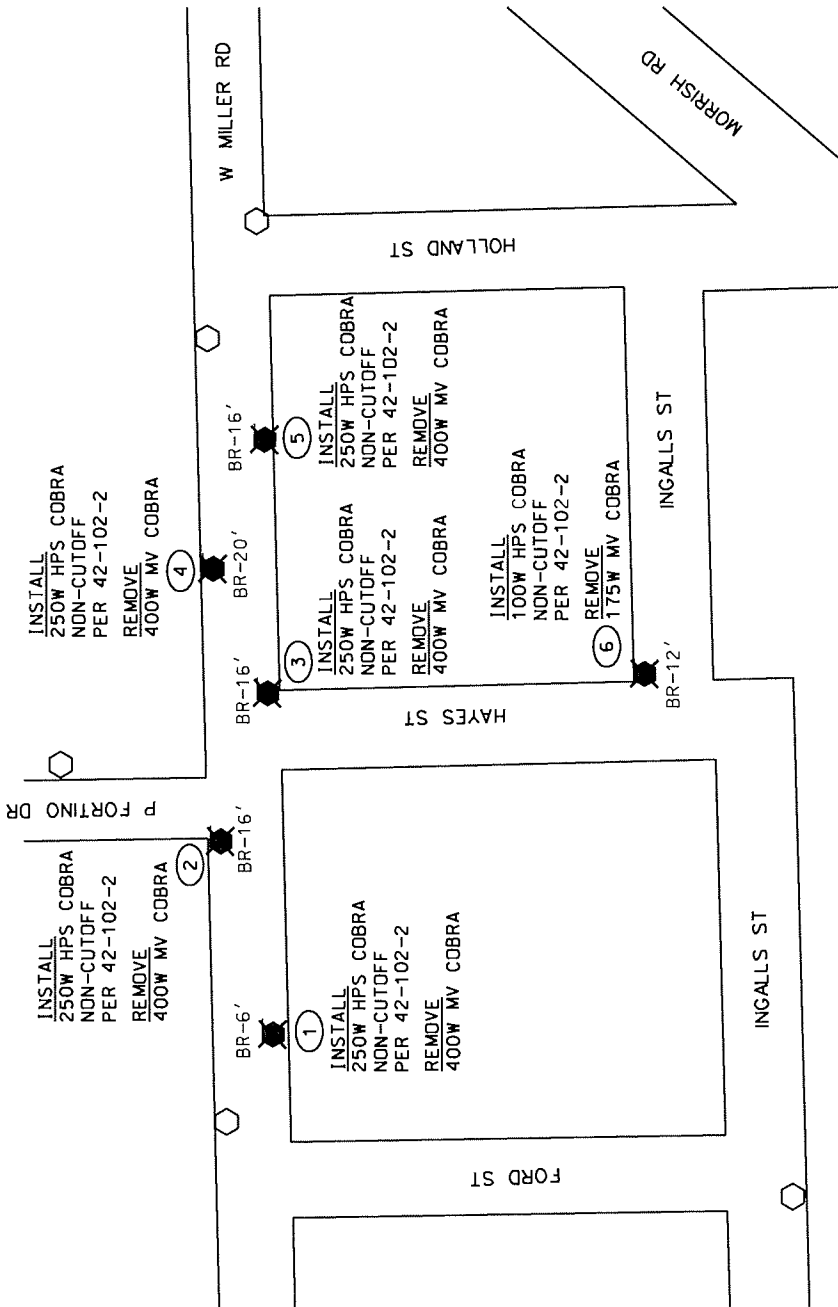 W MILLER RD
MORRISH RD
HOLLAND ST
INSTALL
250W HPS COBRA
NON-CUTOFF
PER 42-102-2
REMOVE
400W MV COBRA
4
BR-20'
BR-16'
5
INSTALL
250W HPS COBRA
NON-CUTOFF
PER 42-102-2
REMOVE
400W MV COBRA
BR-16'
3
INSTALL
250W HPS COBRA
NON-CUTOFF
PER 42-102-2
REMOVE
400W MV COBRA
INSTALL
100W HPS COBRA
NON-CUTOFF
PER 42-102-2
REMOVE
175W MV COBRA
6
BR-12'
INGALLS ST
HAYES ST
P FORTINO DR
INSTALL
250W HPS COBRA
NON-CUTOFF
PER 42-102-2
REMOVE
400W MV COBRA
2
BR-16'
BR-6'
1
INSTALL
250W HPS COBRA
NON-CUTOFF
PER 42-102-2
REMOVE
400W MV COBRA
INGALLS ST
FORD ST